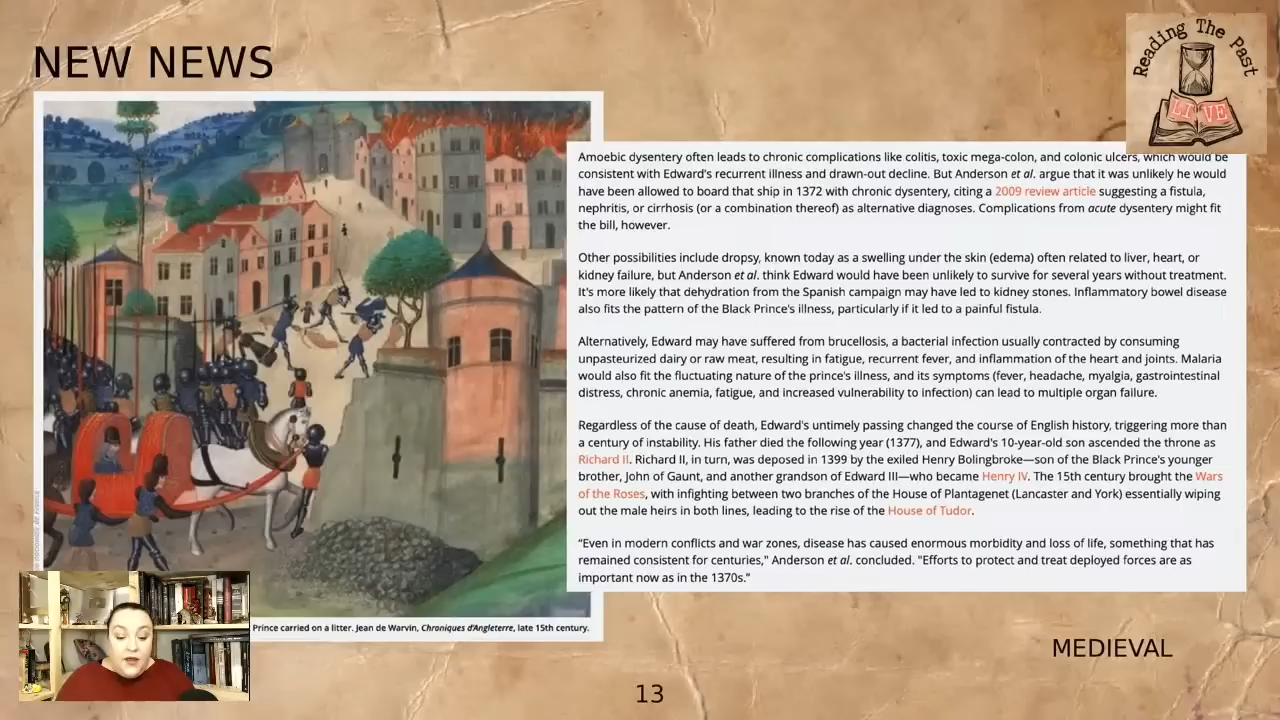 NEW NEWS
Reading The Past
LIVE
Amoebic dysentery often leads to chronic complications like colitis, toxic mega-colon, and colonic ulcers, which would be
consistent with Edward's recurrent illness and drawn-out decline. But Anderson et al. argue that it was unlikely he would
have been allowed to board that ship in 1372 with chronic dysentery, citing a 2009 review article suggesting a fistula,
nephritis, or cirrhosis (or a combination thereof) as alternative diagnoses. Complications from acute dysentery might fit
the bill, however.
Other possibilities include dropsy, known today as a swelling under the skin (edema) often related to liver, heart, or
kidney failure, but Anderson et al. think Edward would have been unlikely to survive for several years without treatment.
It's more likely that dehydration from the Spanish campaign may have led to kidney stones. Inflammatory bowel disease
also fits the pattern of the Black Prince's illness, particularly if it led to a painful fistula.
Alternatively, Edward may have suffered from brucellosis, a bacterial infection usually contracted by consuming
unpasteurized dairy or raw meat, resulting in fatigue, recurrent fever, and inflammation of the heart and joints. Malaria
would also fit the fluctuating nature of the prince's illness, and its symptoms (fever, headache, myalgia, gastrointestinal
distress, chronic anemia, fatigue, and increased vulnerability to infection) can lead to multiple organ failure.
Regardless of the cause of death, Edward's untimely passing changed the course of English history, triggering more than
a century of instability. His father died the following year (1377), and Edward's 10-year-old son ascended the throne as
Richard II. Richard II, in turn, was deposed in 1399 by the exiled Henry Bolingbroke—son of the Black Prince's younger
brother, John of Gaunt, and another grandson of Edward III—who became Henry IV. The 15th century brought the Wars
of the Roses, with infighting between two branches of the House of Plantagenet (Lancaster and York) essentially wiping
out the male heirs in both lines, leading to the rise of the House of Tudor.
“Even in modern conflicts and war zones, disease has caused enormous morbidity and loss of life, something that has
remained consistent for centuries," Anderson et al. concluded. "Efforts to protect and treat deployed forces are as
important now as in the 1370s.”
Prince carried on a litter. Jean de Warvin, Chroniques d'Angleterre, late 15th century.
MEDIEVAL
13